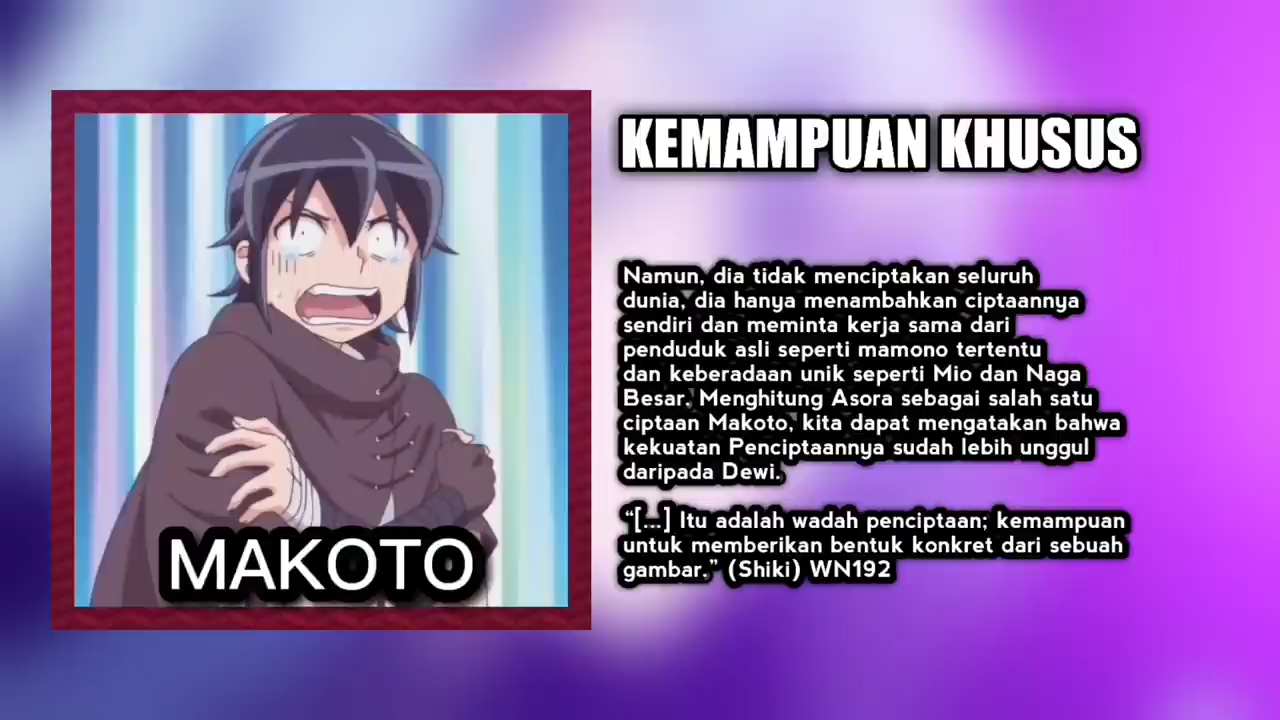 KEMAMPUAN KHUSUS
Namun, dia tidak menciptakan seluruh
dunia, dia hanya menambahkan ciptaannya
sendiri dan meminta kerja sama dari
penduduk asli seperti mamono tertentu
dan keberadaan unik seperti Mio dan Naga
Besar. Menghitung Asora sebagai salah satu
ciptaan Makoto, kita dapat mengatakan bahwa
kekuatan Penciptaannya sudah lebih unggul
daripada Dewi.
“[...] Itu adalah wadah penciptaan; kemampuan
untuk memberikan bentuk konkret dari sebuah
gambar.” (Shiki) WN192
MAKOTO